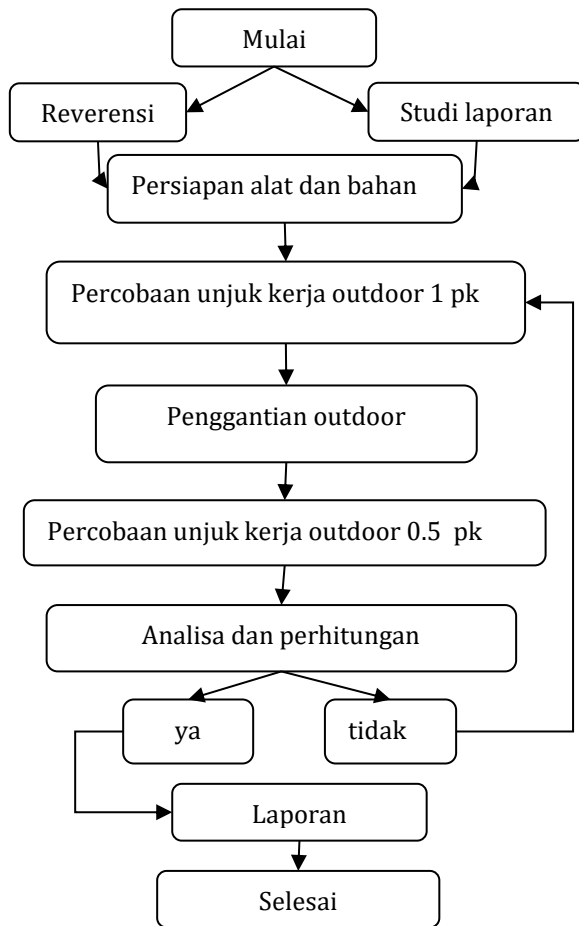 Mulai
Reverensi
Studi laporan
Persiapan alat dan bahan
Percobaan unjuk kerja outdoor 1 pk
Penggantian outdoor
Percobaan unjuk kerja outdoor 0.5 pk
Analisa dan perhitungan
ya
tidak
Laporan
Selesai